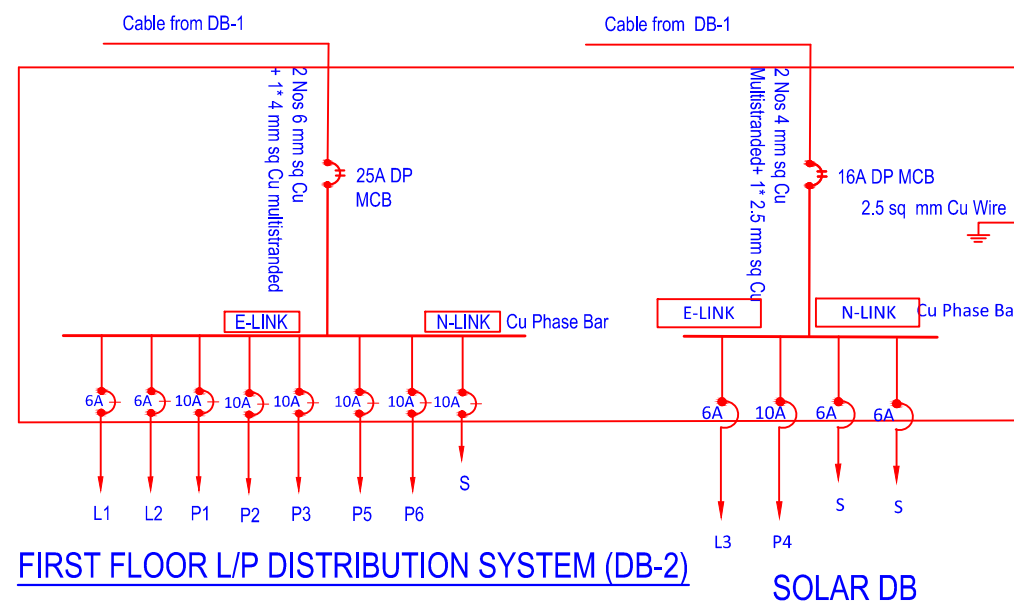 Cable from DB-1
2 Nos 6 mm sq Cu
+ 1* 4 mm sq Cu multistranded
25A DP
MCB
E-LINK
N-LINK
Cu Phase Bar
6A
6A
10A
10A
10A
10A
10A
10A
L1
L2
P1
P2
P3
P5
P6
S
FIRST FLOOR L/P DISTRIBUTION SYSTEM (DB-2)
Cable from DB-1
2 Nos 4 mm sq Cu
Multistranded+ 1* 2.5 mm sq Cu
16A DP MCB
2.5 sq mm Cu Wire
E-LINK
N-LINK
Cu Phase Ba
6A
10A
6A
6A
L3
P4
S
S
SOLAR DB